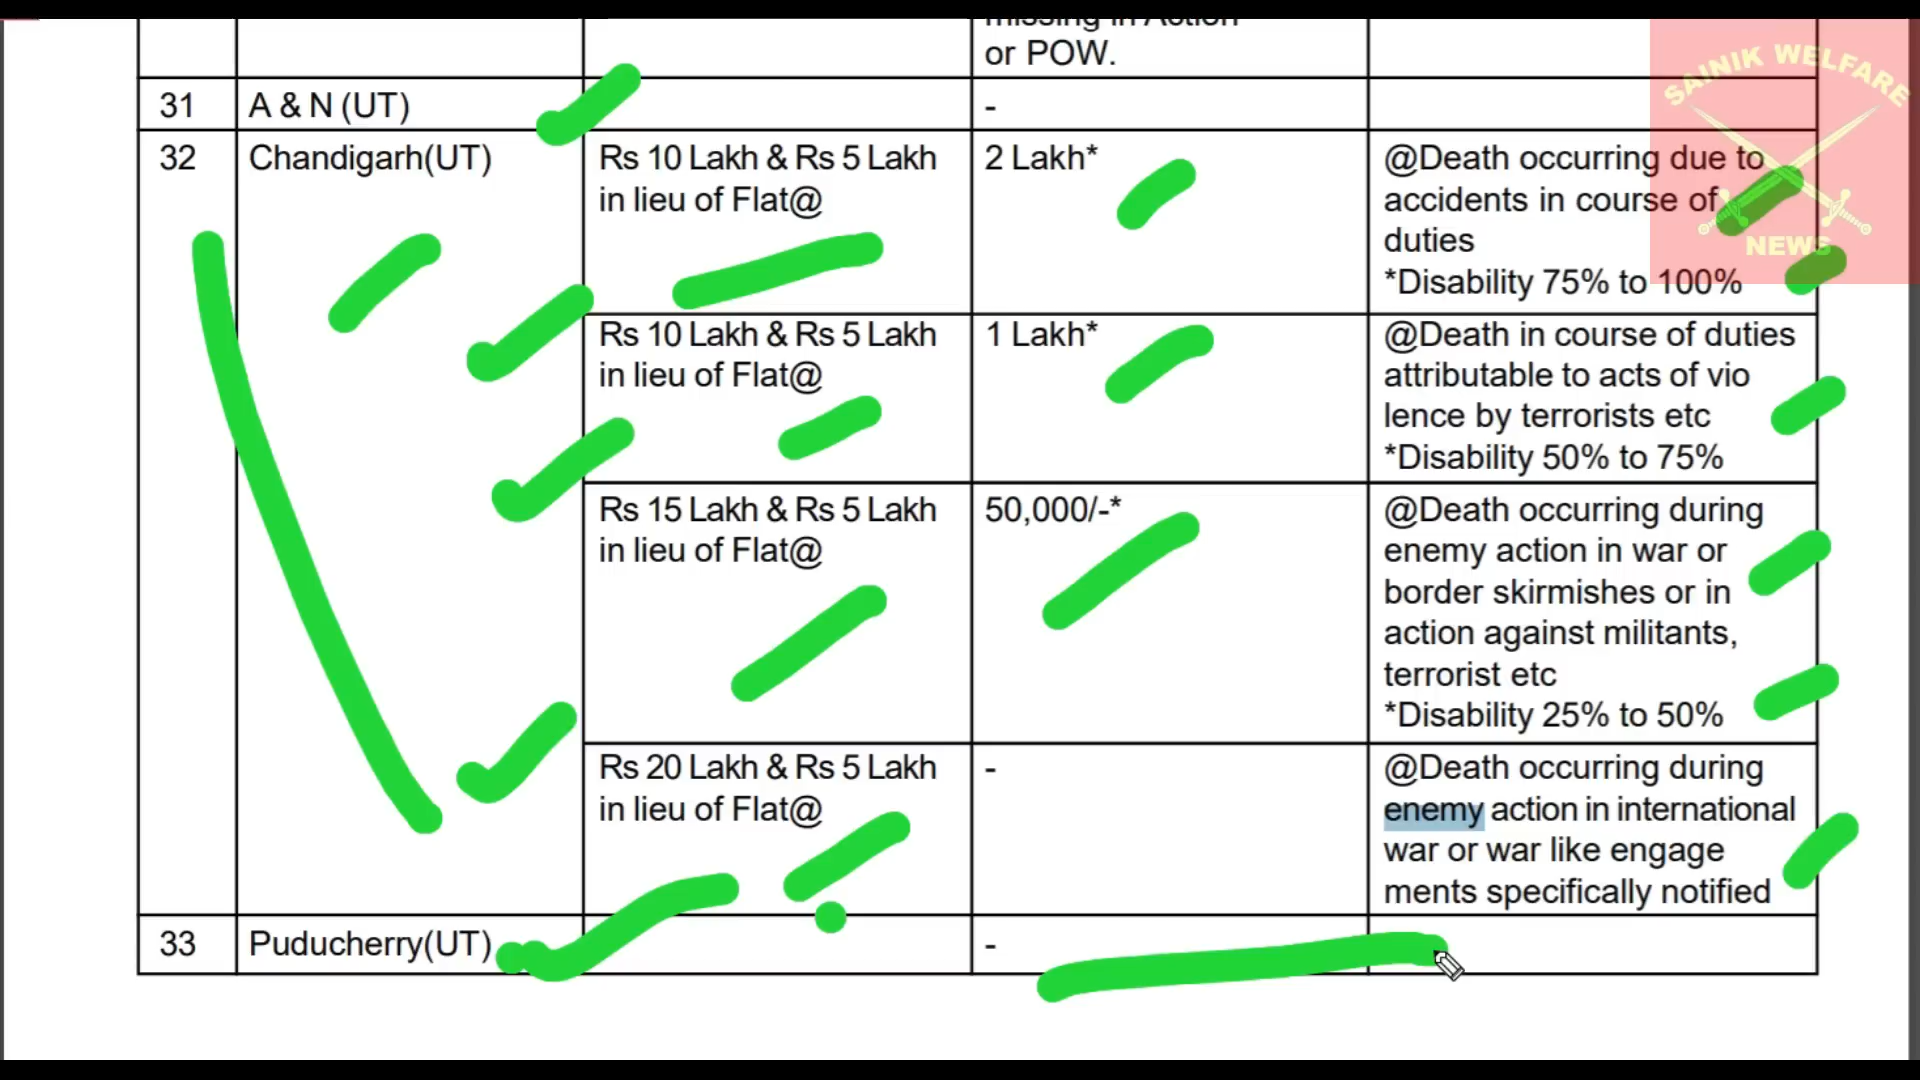 missing in Action
or POW.
31 A & N (UT) -
32 Chandigarh(UT) Rs 10 Lakh & Rs 5 Lakh 2 Lakh* @Death occurring due to
in lieu of Flat@ accidents in course of
duties
*Disability 75% to 100%
Rs 10 Lakh & Rs 5 Lakh 1 Lakh* @Death in course of duties
in lieu of Flat@ attributable to acts of vio
lence by terrorists etc
*Disability 50% to 75%
Rs 15 Lakh & Rs 5 Lakh 50,000/-* @Death occurring during
in lieu of Flat@ enemy action in war or
border skirmishes or in
action against militants,
terrorist etc
*Disability 25% to 50%
Rs 20 Lakh & Rs 5 Lakh - @Death occurring during
in lieu of Flat@ enemy action in international
war or war like engage
ments specifically notified
33 Puducherry(UT) -
SAINIK WELFARE
NEWS